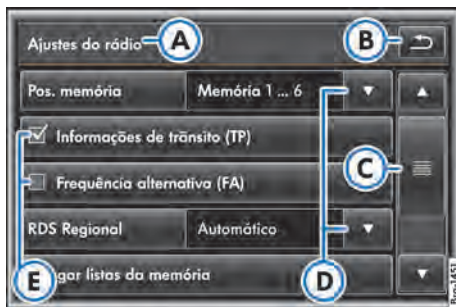 Ajustes do rádio
A
B
Pos. memória Memória 1 ... 6
Informações de trânsito (TP)
C
Frequência alternativa (FA)
RDS Regional Automático
E
gar listas da memória
D